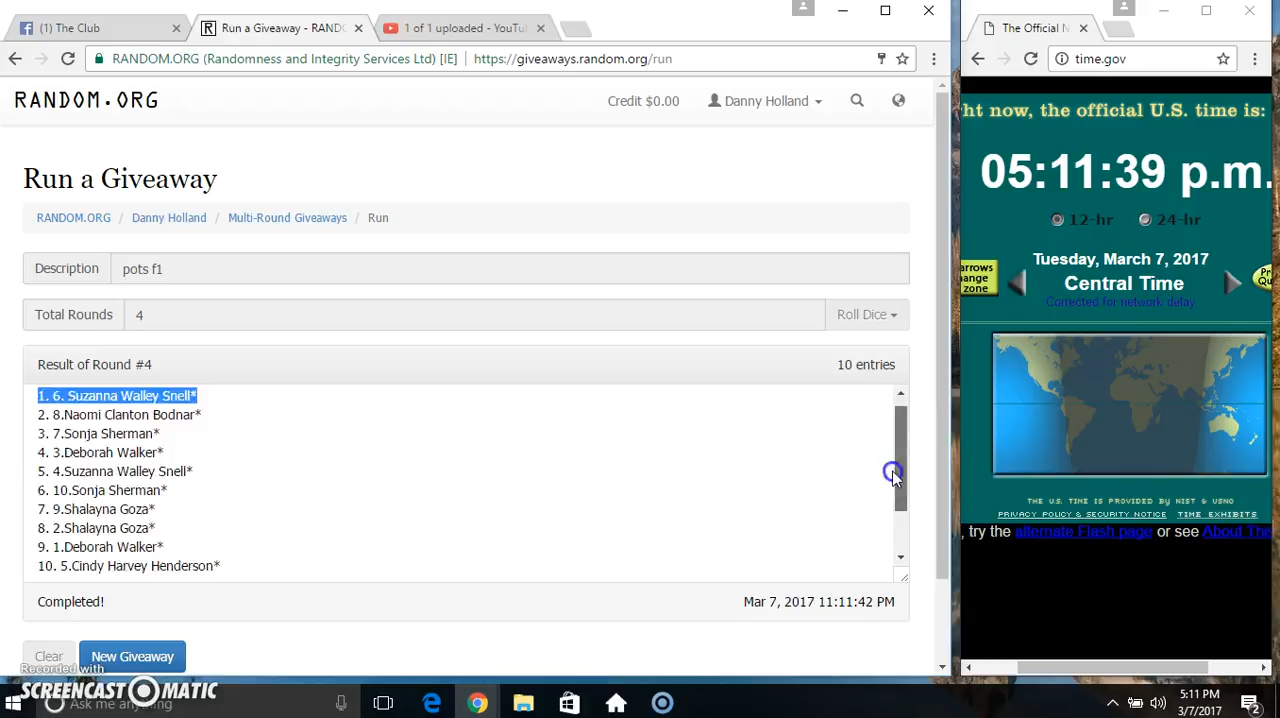 (1) The Club
Run a Giveaway - RAND
1 of 1 uploaded - YouTu
RANDOM.ORG (Randomness and Integrity Services Ltd) [IE]
https://giveaways.random.org/run
RANDOM.ORG
Credit $0.00
Danny Holland
Run a Giveaway
RANDOM.ORG / Danny Holland / Multi-Round Giveaways / Run
Description
pots f1
Total Rounds
4
Roll Dice
Result of Round #4
10 entries
1. 6. Suzanna Walley Snell*
2. 8.Naomi Clanton Bodnar*
3. 7.Sonja Sherman*
4. 3.Deborah Walker*
5. 4.Suzanna Walley Snell*
6. 10.Sonja Sherman*
7. 9.Shalayna Goza*
8. 2.Shalayna Goza*
9. 1.Deborah Walker*
10. 5.Cindy Harvey Henderson*
Completed!
Mar 7, 2017 11:11:42 PM
Clear
New Giveaway
Recorded with
SCREENCAST MATIC
Ask me anything
The Official N
time.gov
ht now, the official U.S. time is:
05:11:39 p.m.
12-hr
24-hr
Tuesday, March 7, 2017
Central Time
Corrected for network delay
arrows
ange
zone
Pr
Qu
THE U.S. TIME IS PROVIDED BY NIST & USNO
PRIVACY POLICY & SECURITY NOTICE
TIME EXHIBITS
, try the alternate Flash page or see About The
5:11 PM
3/7/2017
2